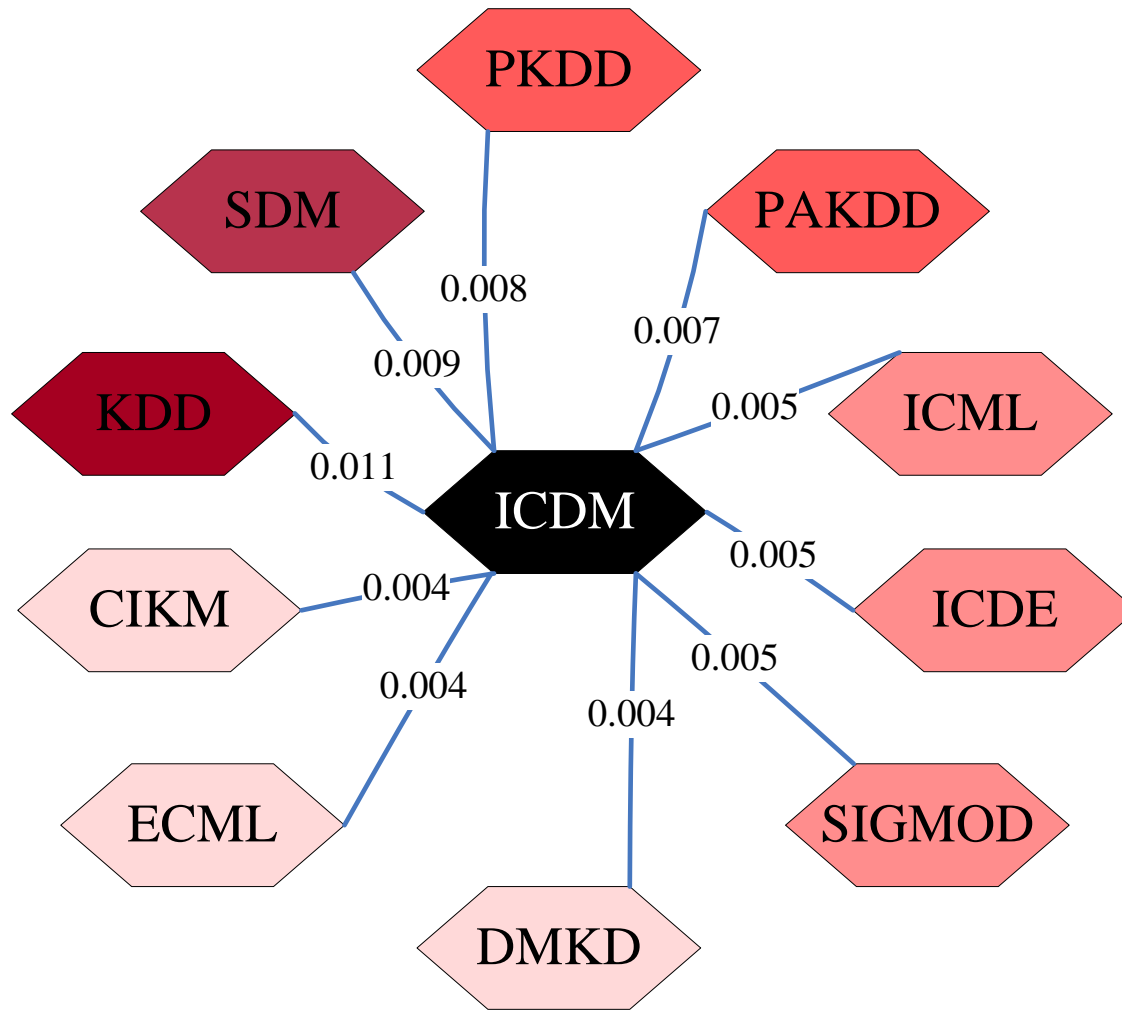 PKDD
SDM
PAKDD
0.008
0.007
0.009
KDD
0.005
ICML
0.011
ICDM
0.005
CIKM
0.004
ICDE
0.005
0.004
0.004
ECML
SIGMOD
DMKD